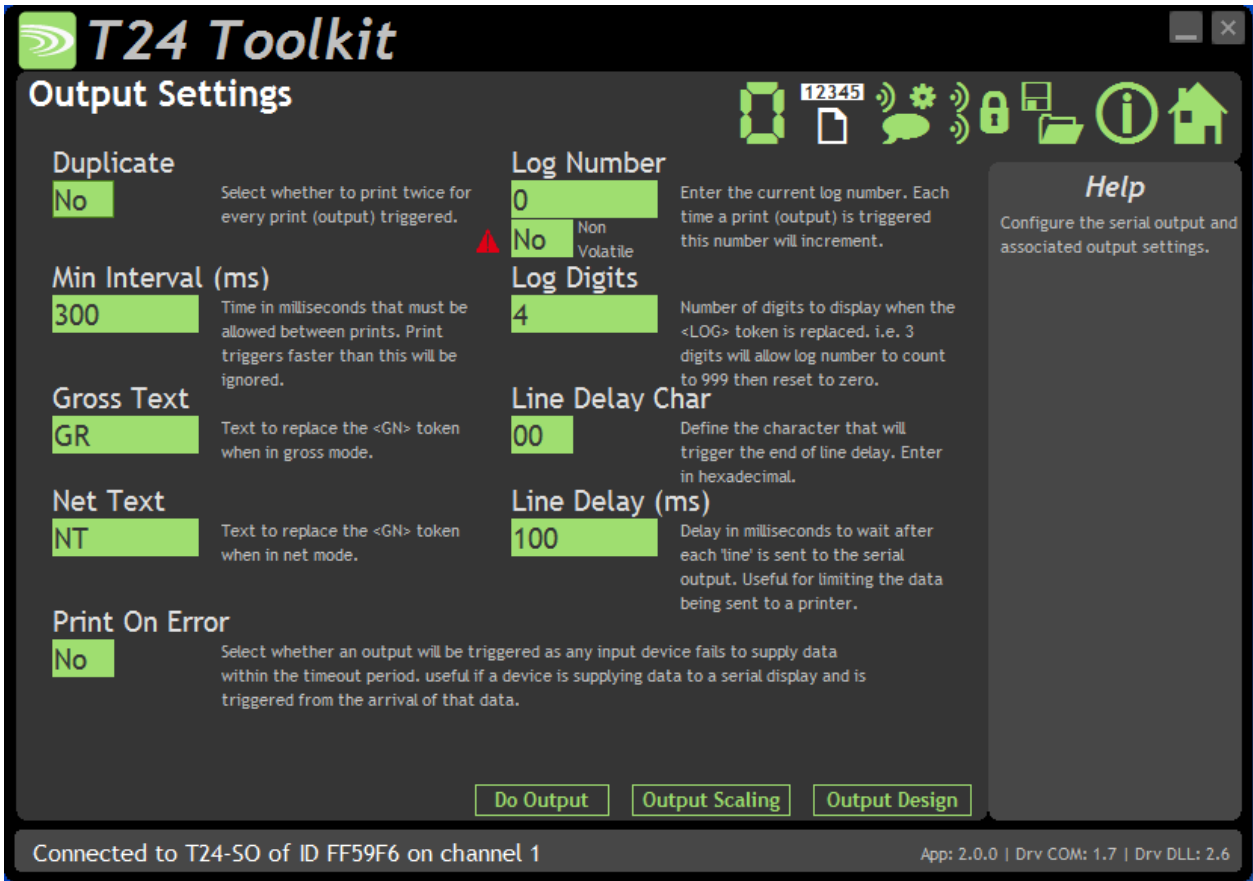 T24 Toolkit
Output Settings
12345
Duplicate
No
Select whether to print twice for
every print (output) triggered.
Log Number
0
No
Non
Volatile
Enter the current log number. Each
time a print (output) is triggered
this number will increment.
Min Interval (ms)
300
Time in milliseconds that must be
allowed between prints. Print
triggers faster than this will be
ignored.
Log Digits
4
Number of digits to display when the
<LOG> token is replaced. i.e. 3
digits will allow log number to count
to 999 then reset to zero.
Gross Text
GR
Text to replace the <GN> token
when in gross mode.
Line Delay Char
00
Define the character that will
trigger the end of line delay. Enter
in hexadecimal.
Net Text
NT
Text to replace the <GN> token
when in net mode.
Line Delay (ms)
100
Delay in milliseconds to wait after
each 'line' is sent to the serial
output. Useful for limiting the data
being sent to a printer.
Print On Error
No
Select whether an output will be triggered as any input device fails to supply data
within the timeout period. useful if a device is supplying data to a serial display and is
triggered from the arrival of that data.
Do Output
Output Scaling
Output Design
Help
Configure the serial output and
associated output settings.
Connected to T24-SO of ID FF59F6 on channel 1
App: 2.0.0 | Drv COM: 1.7 | Drv DLL: 2.6